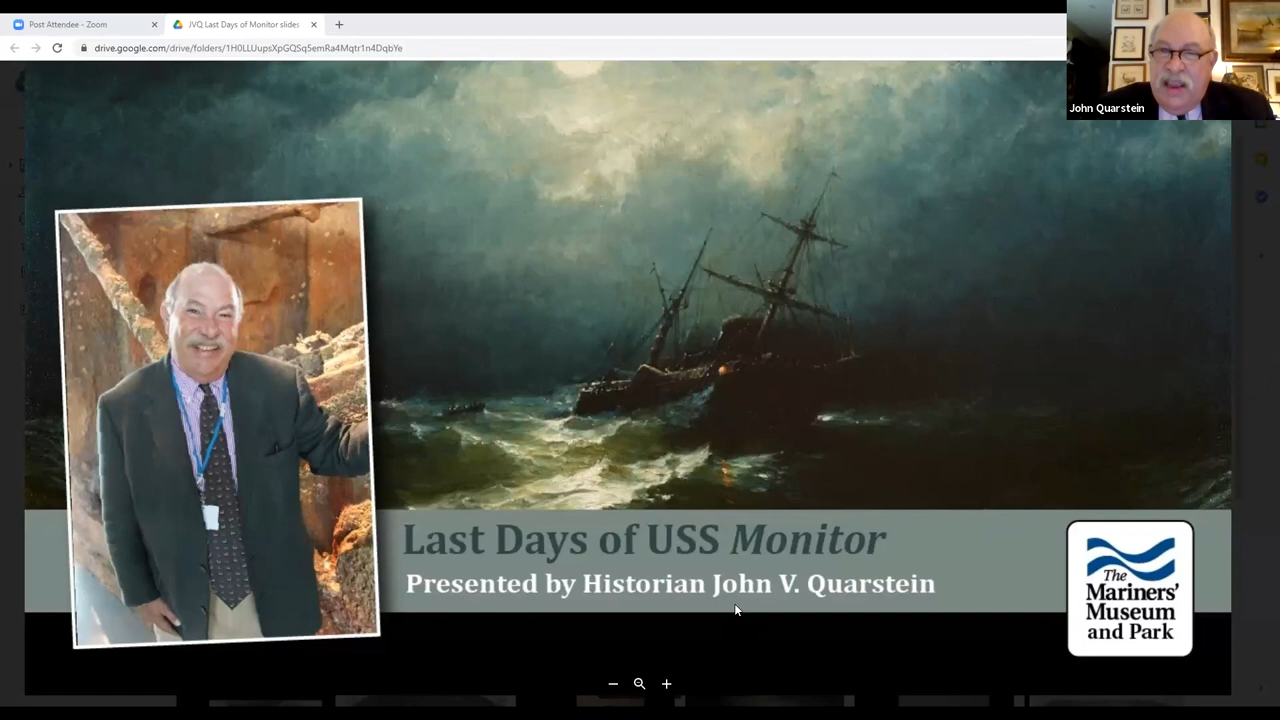 Post Attendee - Zoom
JVQ Last Days of Monitor slides
drive.google.com/drive/folders/1H0LLUupsXpGQSq5emRa4Mqtr1n4DqbYe
John Quarstein
Last Days of USS Monitor
Presented by Historian John V. Quarstein
The
Mariners'
Museum
and Park